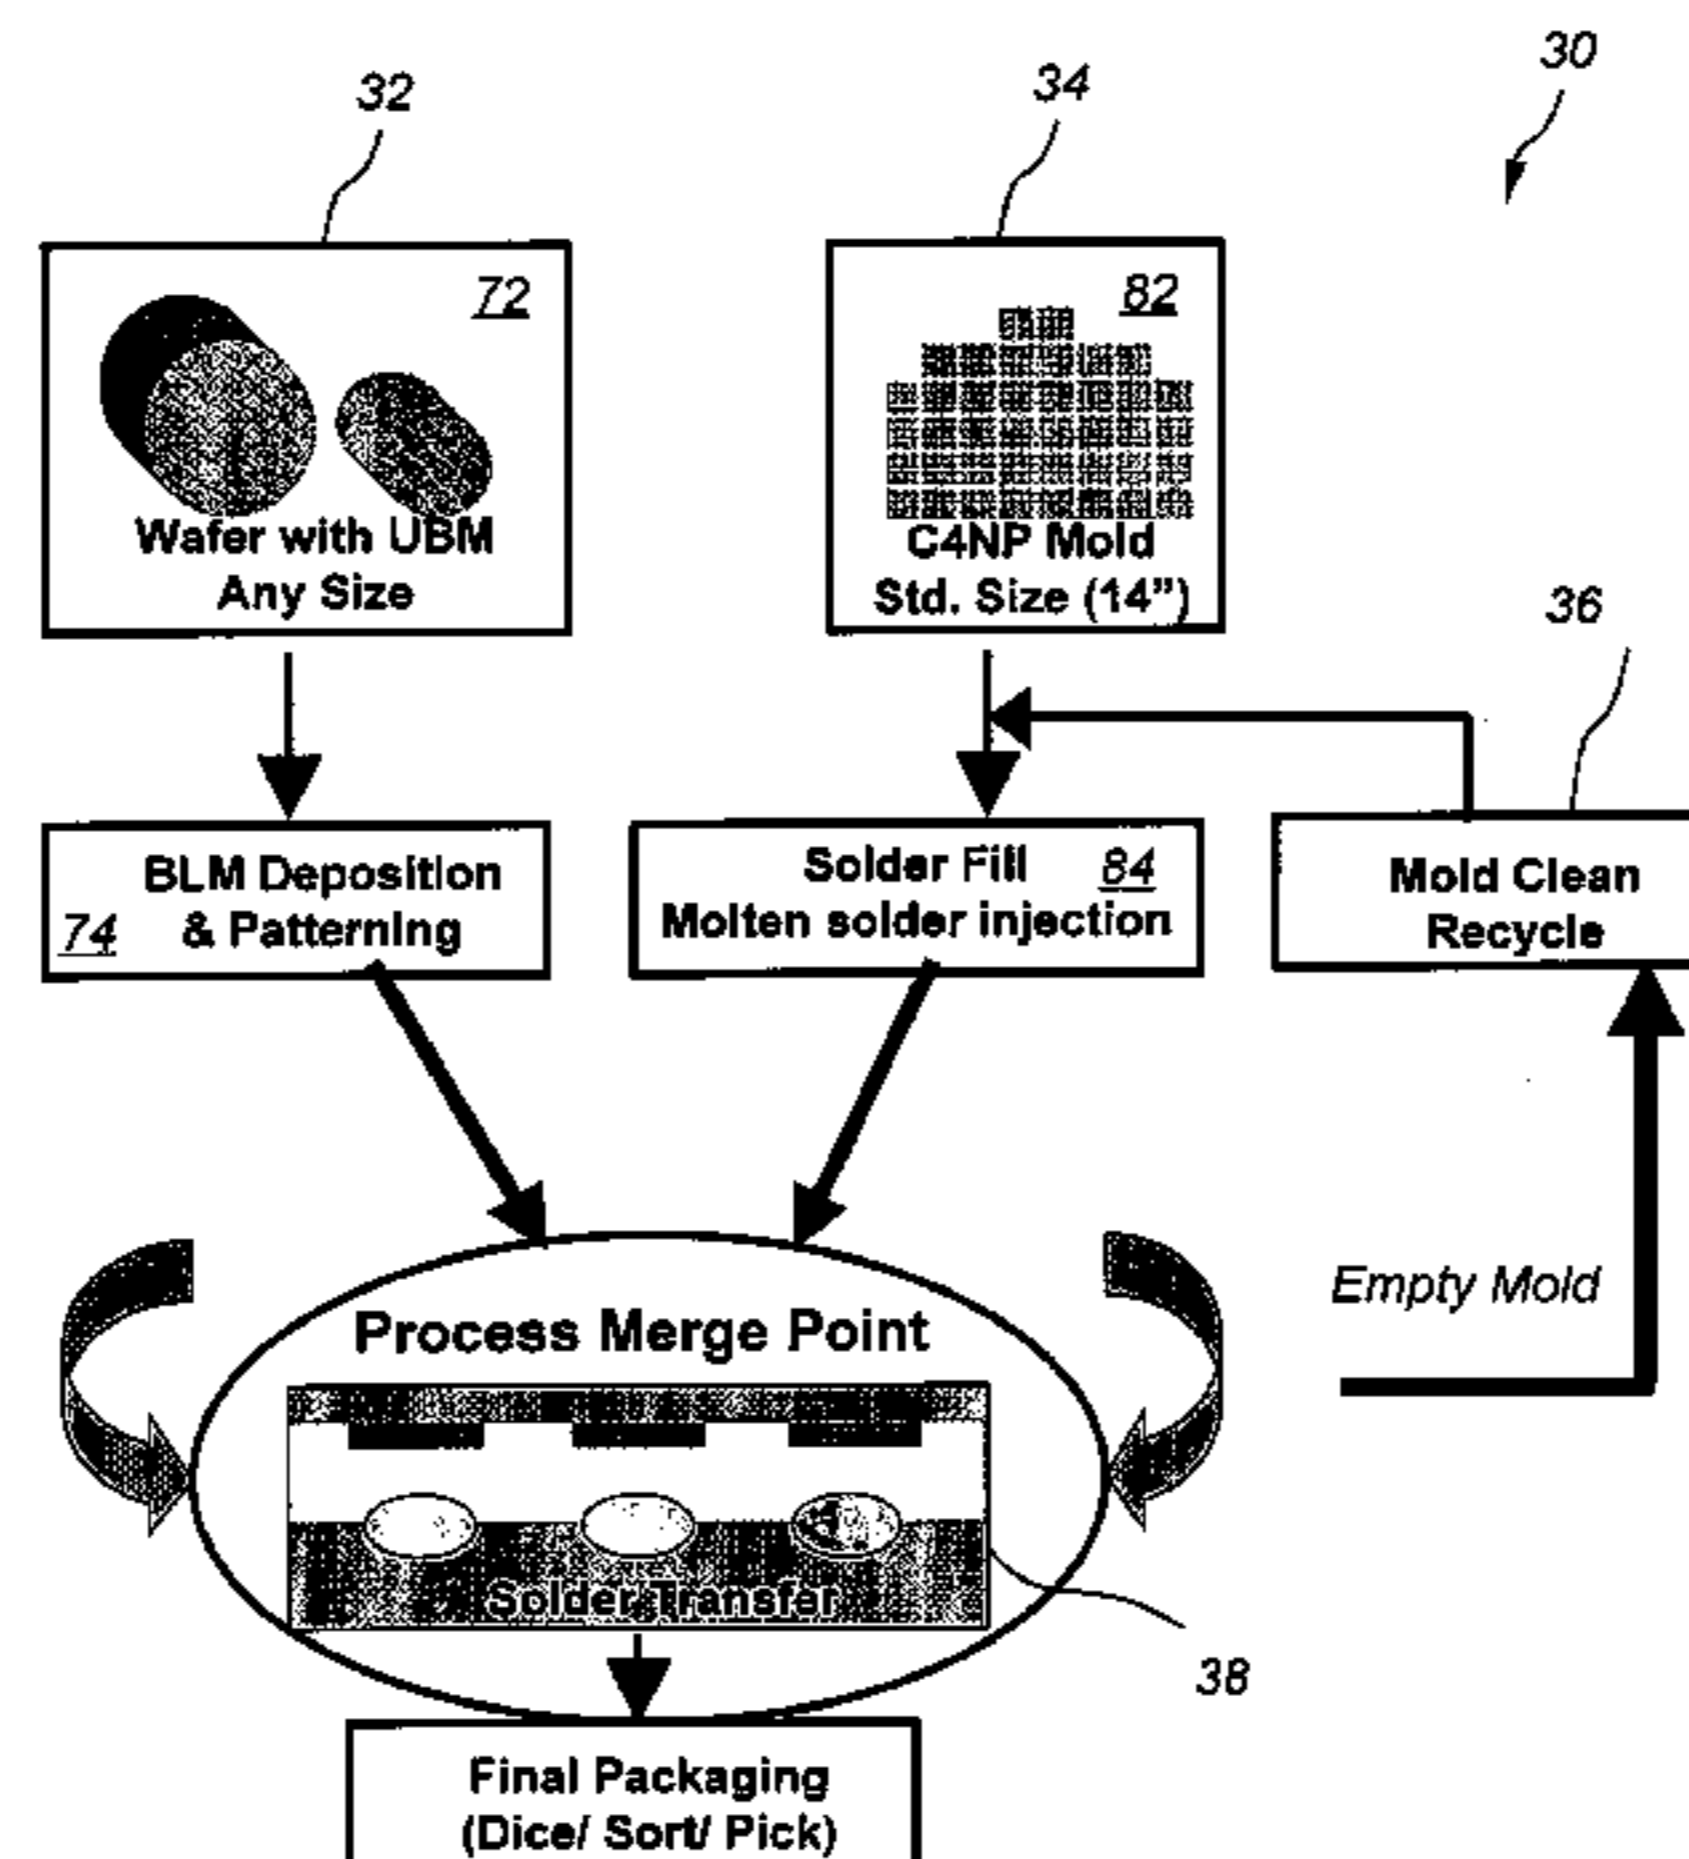 30
32
34
72
Wafer with UBM
Any Size
82
C4NP Mold
Std. Size (14”)
36
BLM Deposition
& Patterning
74
Solder Fill
84
Molten solder injection
Mold Clean
Recycle
Empty Mold
Process Merge Point
Solder Transfer
38
Final Packaging
(Dice/ Sort/ Pick)